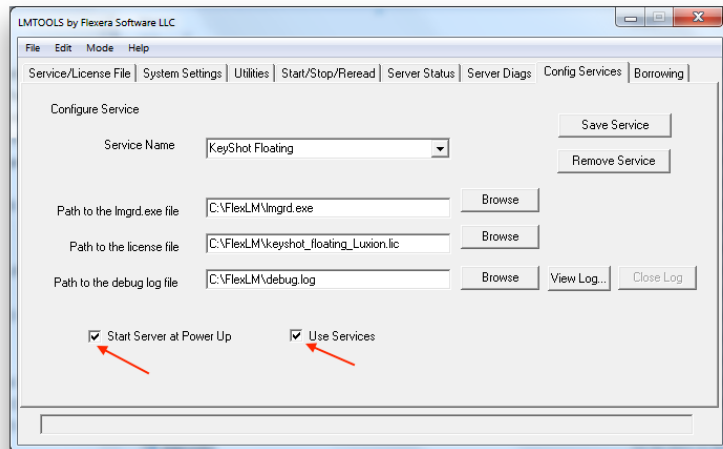 LMTOOLS by Flexera Software LLC
File Edit Mode Help
Service/License File System Settings Utilities Start/Stop/Reread Server Status Server Diags Config Services Borrowing
Configure Service
Save Service
Service Name KeyShot Floating
Remove Service
Path to the lmgrd.exe file C:\FlexLM\lmgrd.exe Browse
Path to the license file C:\FlexLM\keyshot_floating_Luxion.lic Browse
Path to the debug log file C:\FlexLM\debug.log Browse View Log... Close Log
Start Server at Power Up Use Services